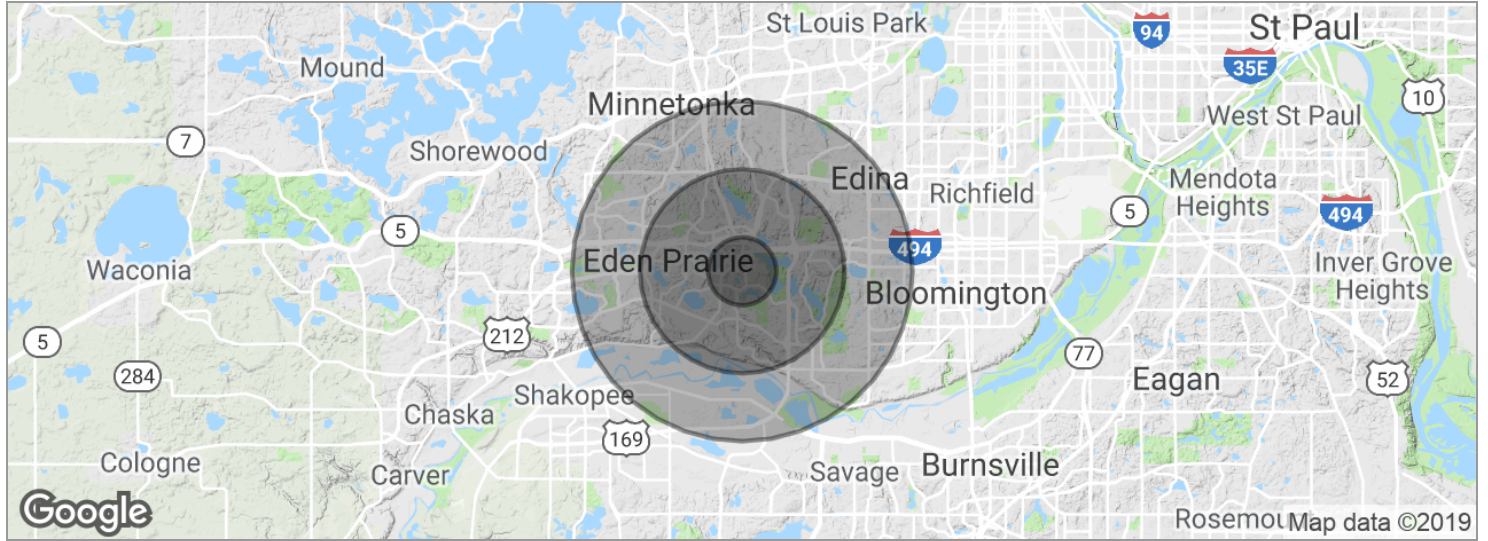 St Louis Park
94
St Paul
35E
Mound
Minnetonka
10
West St Paul
7
Shorewood
Edina
Richfield
Mendota
Heights
5
494
5
494
Waconia
Eden Prairie
Inver Grove
Heights
Bloomington
212
5
77
284
Eagan
52
Shakopee
Chaska
169
Cologne
Carver
Savage
Burnsville
Google
Rosemou
Map data ©2019